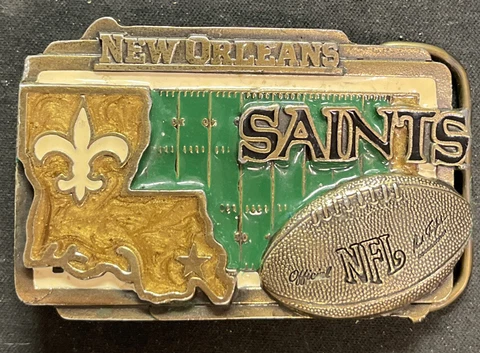 NEW ORLEANS
SAINTS
Official NFL